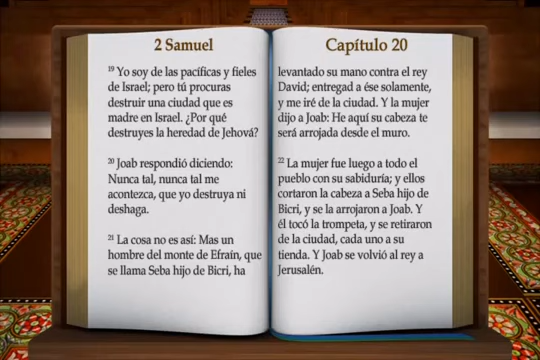 2 Samuel
¹⁹ Yo soy de las pacíficas y fieles
de Israel; pero tú procuras
destruir una ciudad que es
madre en Israel. ¿Por qué
destruyes la heredad de Jehová?
²⁰ Joab respondió diciendo:
Nunca tal, nunca tal me
acontezca, que yo destruya ni
deshaga.
²¹ La cosa no es así: Mas un
hombre del monte de Efraín, que
se llama Seba hijo de Bicri, ha
Capítulo 20
levantado su mano contra el rey
David; entregad a ése solamente,
y me iré de la ciudad. Y la mujer
dijo a Joab: He aquí su cabeza te
será arrojada desde el muro.
²² La mujer fue luego a todo el
pueblo con su sabiduría; y ellos
cortaron la cabeza a Seba hijo de
Bicri, y se la arrojaron a Joab. Y
él tocó la trompeta, y se retiraron
de la ciudad, cada uno a su
tienda. Y Joab se volvió al rey a
Jerusalén.